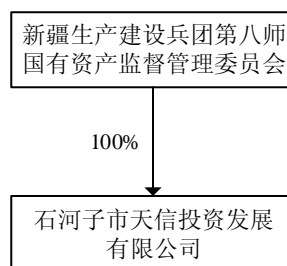 新疆生产建设兵团第八师
国有资产监督管理委员会
100%
石河子市天信投资发展
有限公司